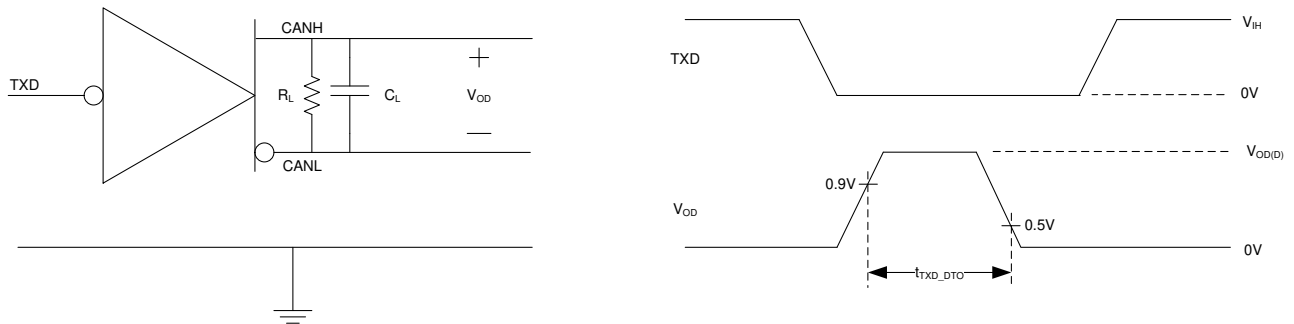 CANH
TXD
R_L
C_L
+
V_OD
—
CANL
V_IH
TXD
0V
V_OD(D)
0.9V
V_OD
0.5V
0V
t_TXD_DTO